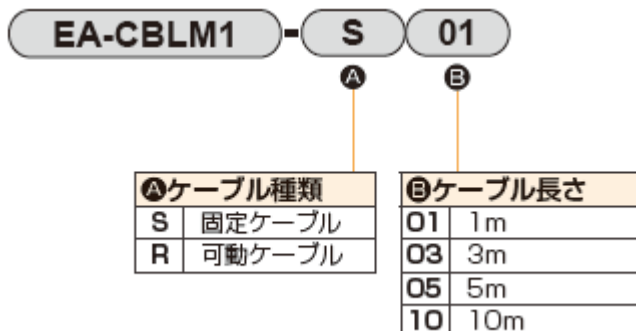 EA-CBLM1 - S 01
A B
Aケーブル種類
S 固定ケーブル
R 可動ケーブル
Bケーブル長さ
01 1m
03 3m
05 5m
10 10m